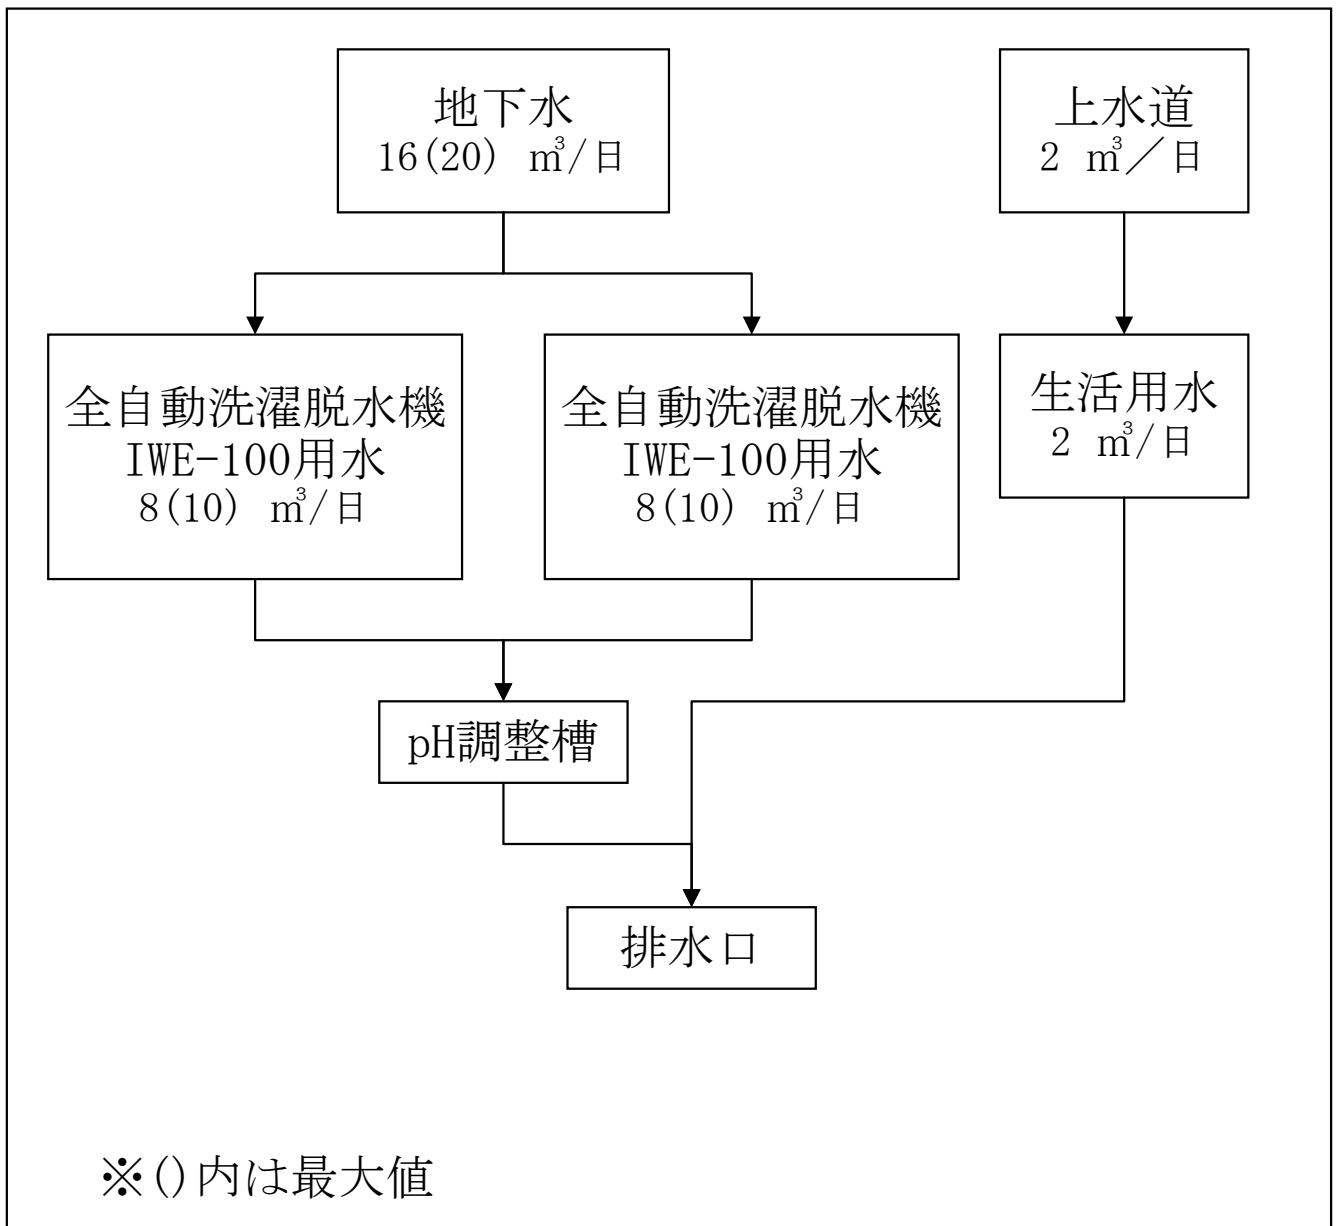 地下水
16(20) ㎥/日
上水道
2 ㎥／日
全自動洗濯脱水機
IWE-100用水
8(10) ㎥/日
全自動洗濯脱水機
IWE-100用水
8(10) ㎥/日
生活用水
2 ㎥/日
pH調整槽
排水口
※()内は最大値